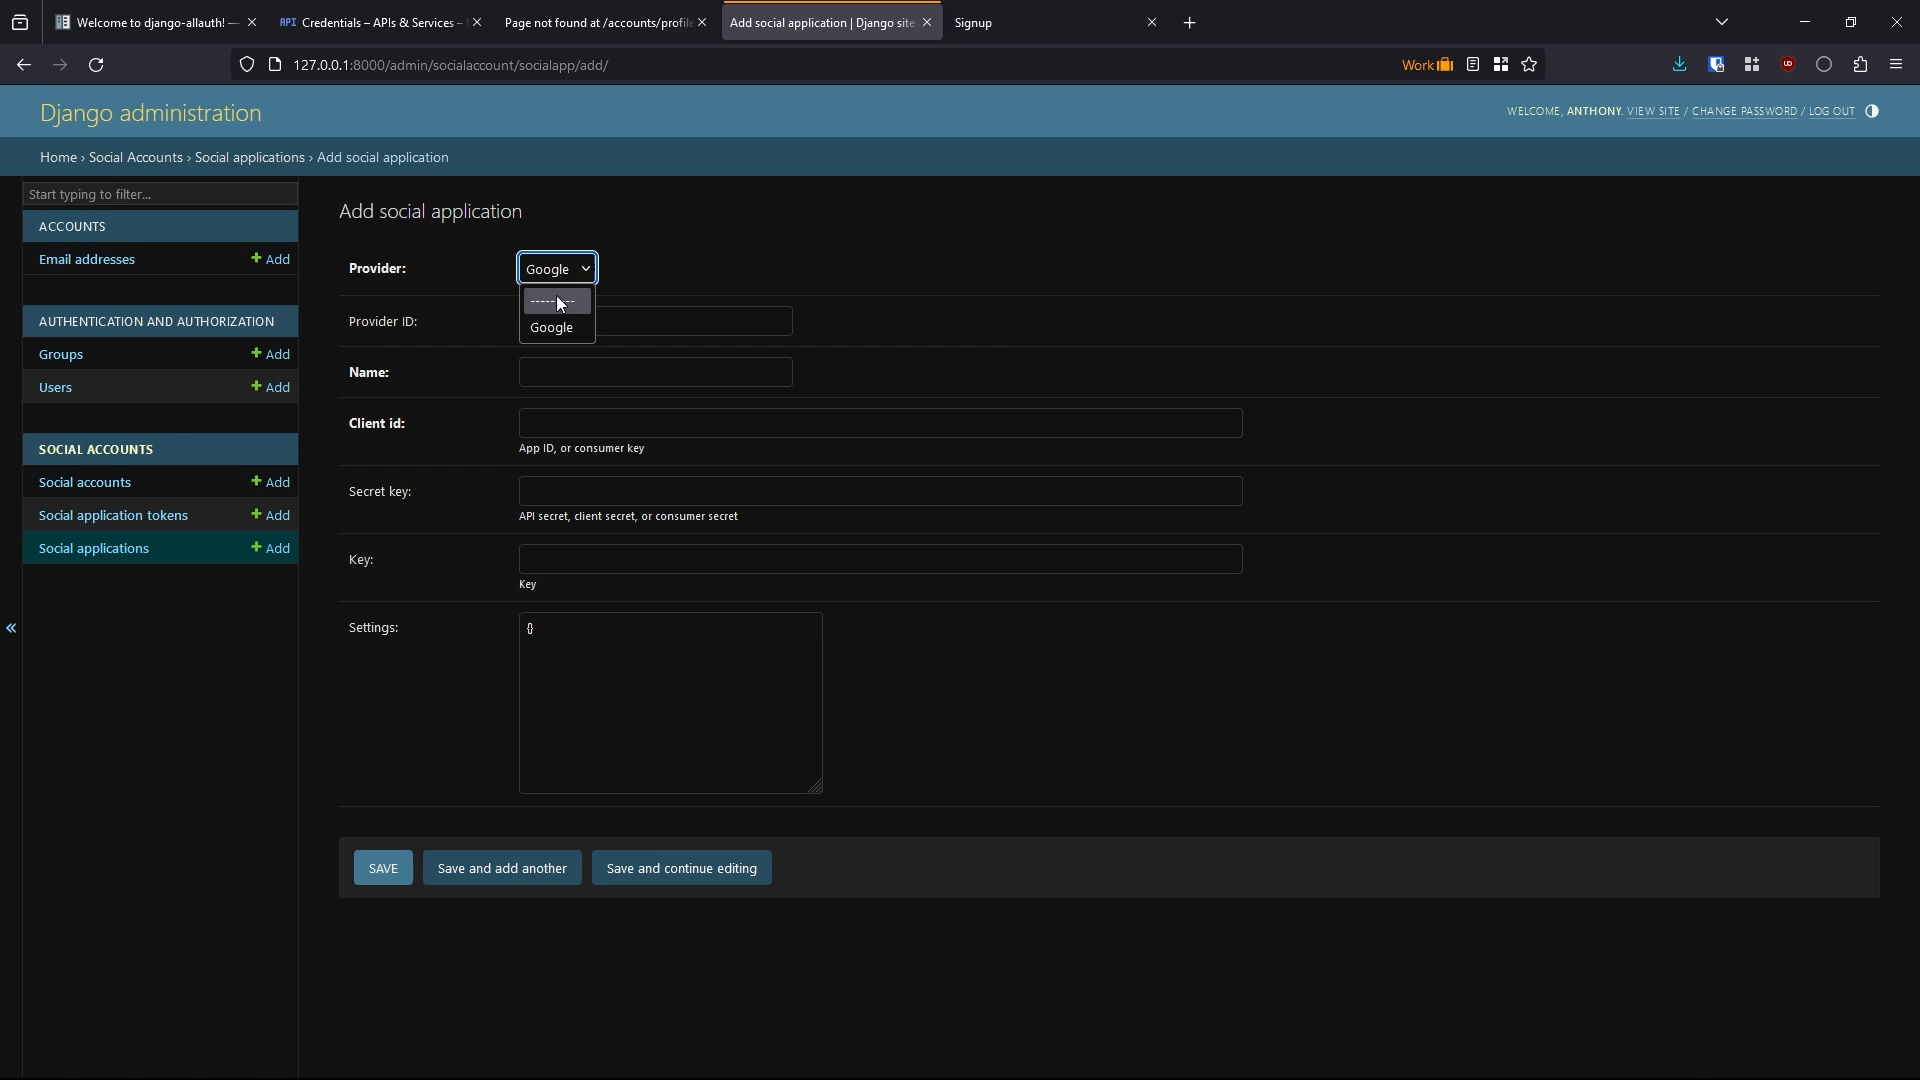 Welcome to django-allauth! —
API Credentials – APIs & Services –
Page not found at /accounts/profile
Add social application | Django site
Signup
127.0.0.1:8000/admin/socialaccount/socialapp/add/
Work
Django administration
WELCOME, ANTHONY. VIEW SITE / CHANGE PASSWORD / LOG OUT
Home › Social Accounts › Social applications › Add social application
Start typing to filter...
ACCOUNTS
Email addresses + Add
AUTHENTICATION AND AUTHORIZATION
Groups + Add
Users + Add
SOCIAL ACCOUNTS
Social accounts + Add
Social application tokens + Add
Social applications + Add
«
Add social application
Provider: Google
---------
Google
Provider ID:
Name:
Client id:
App ID, or consumer key
Secret key:
API secret, client secret, or consumer secret
Key:
Key
Settings: {}
SAVE
Save and add another
Save and continue editing